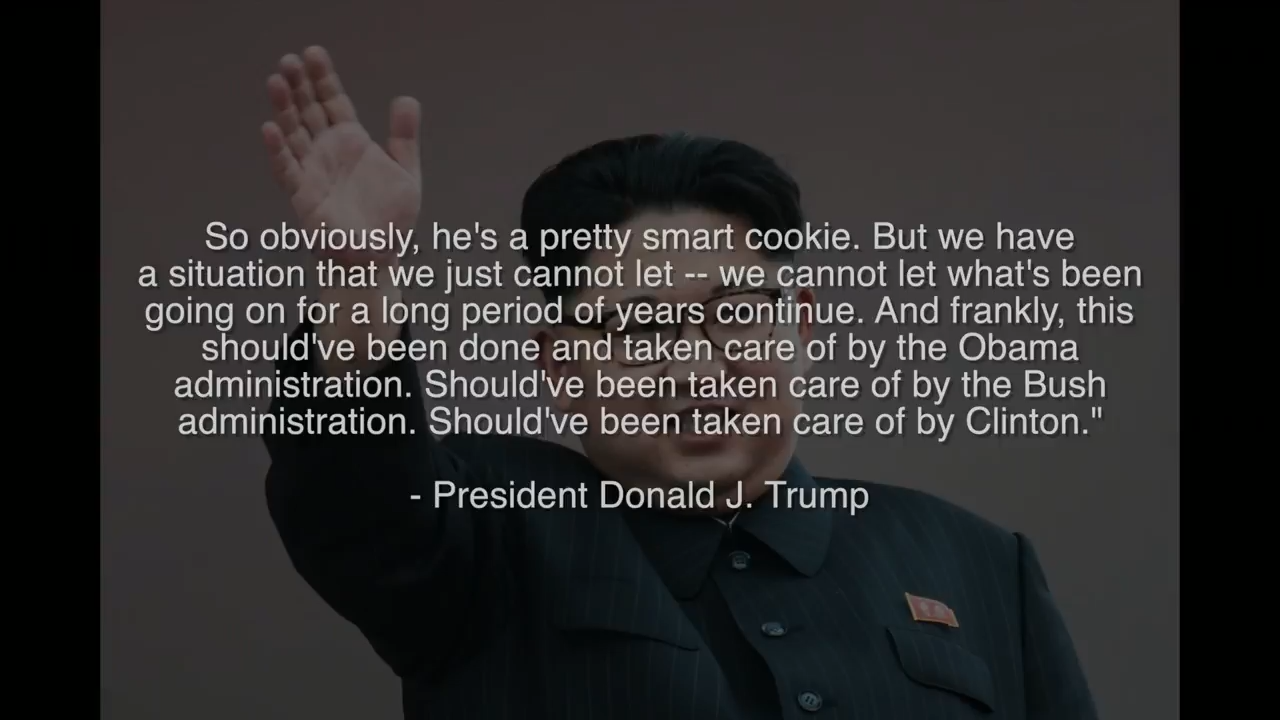 So obviously, he's a pretty smart cookie. But we have
a situation that we just cannot let -- we cannot let what's been
going on for a long period of years continue. And frankly, this
should've been done and taken care of by the Obama
administration. Should've been taken care of by the Bush
administration. Should've been taken care of by Clinton."
- President Donald J. Trump